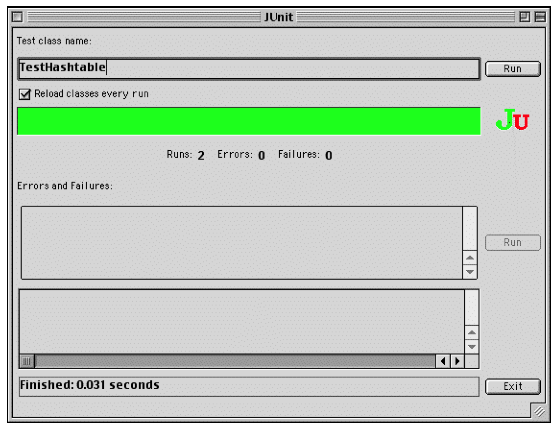 JUnit
Test class name:
TestHashtable
Run
Reload classes every run
JU
Runs: 2 Errors: 0 Failures: 0
Errors and Failures:
Run
Finished: 0.031 seconds
Exit